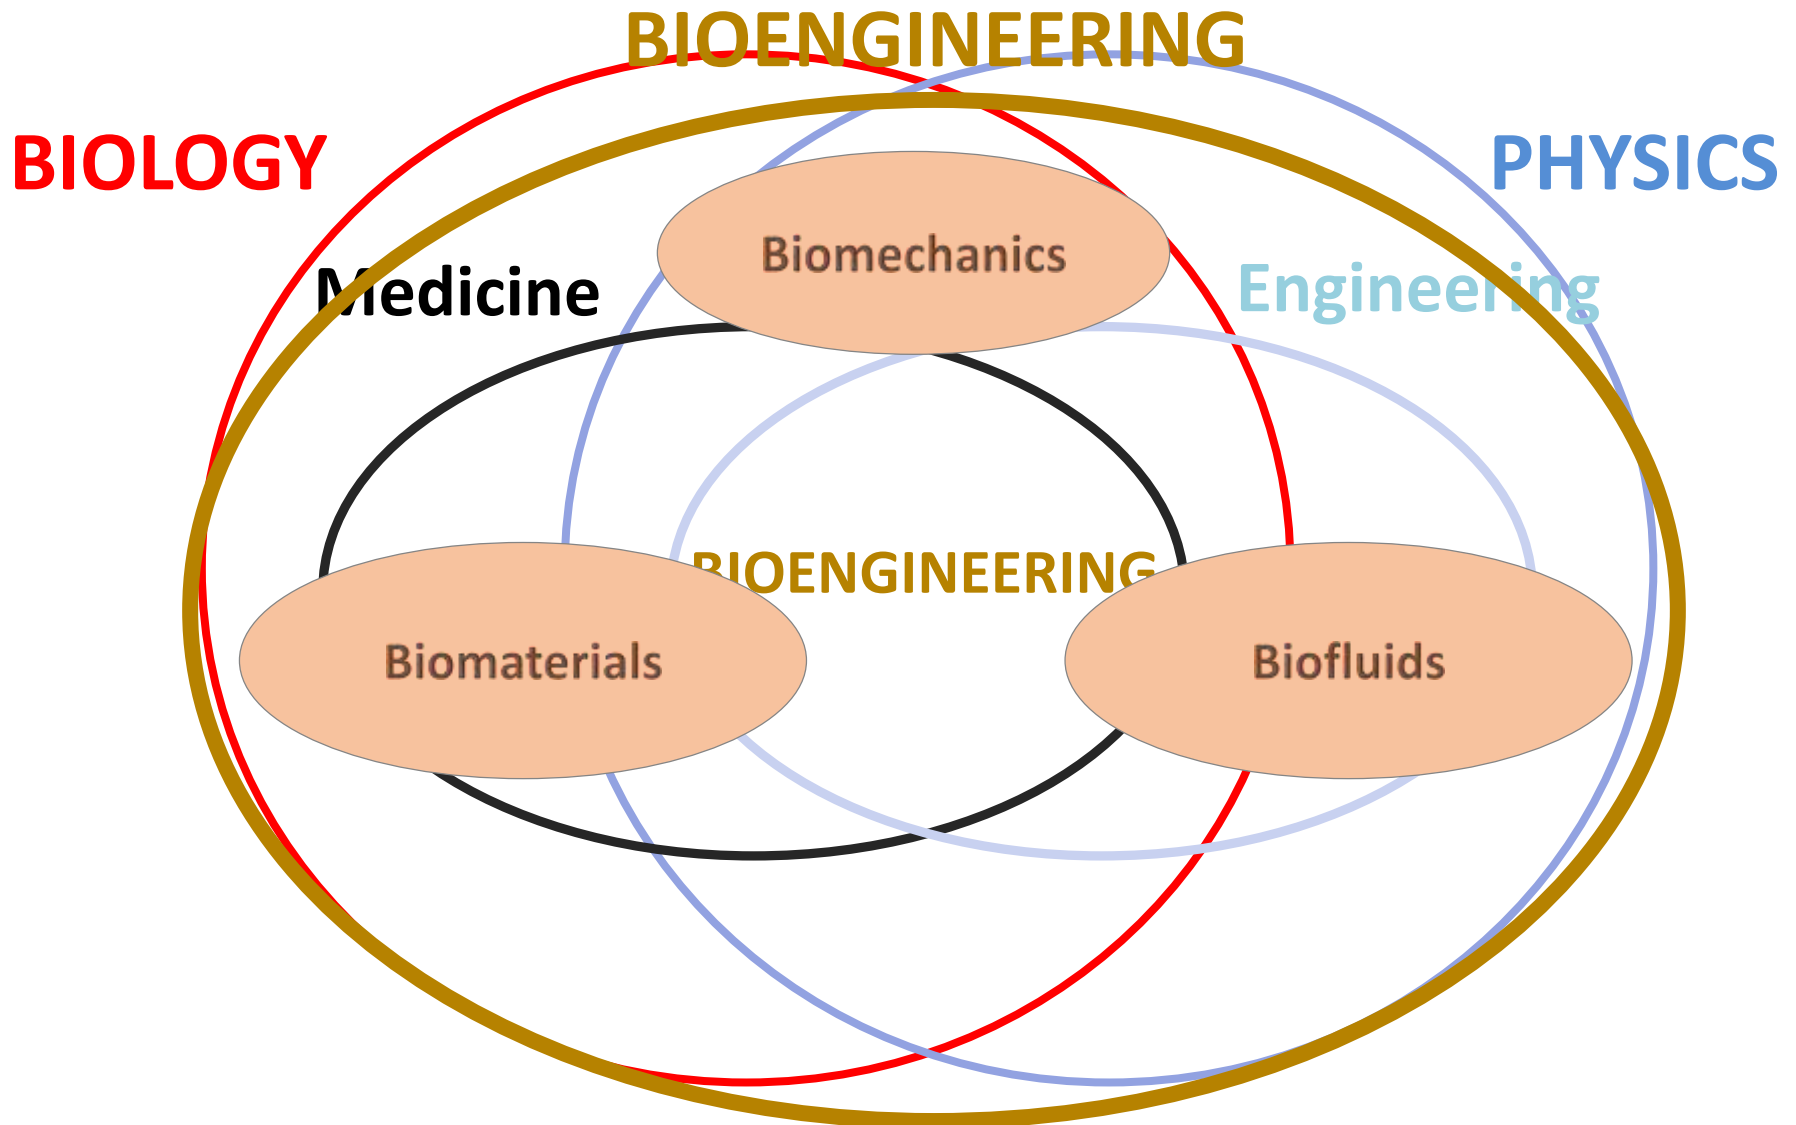 BIOENGINEERING
BIOLOGY
PHYSICS
Biomechanics
Medicine
Engineering
BIOENGINEERING
Biomaterials
Biofluids